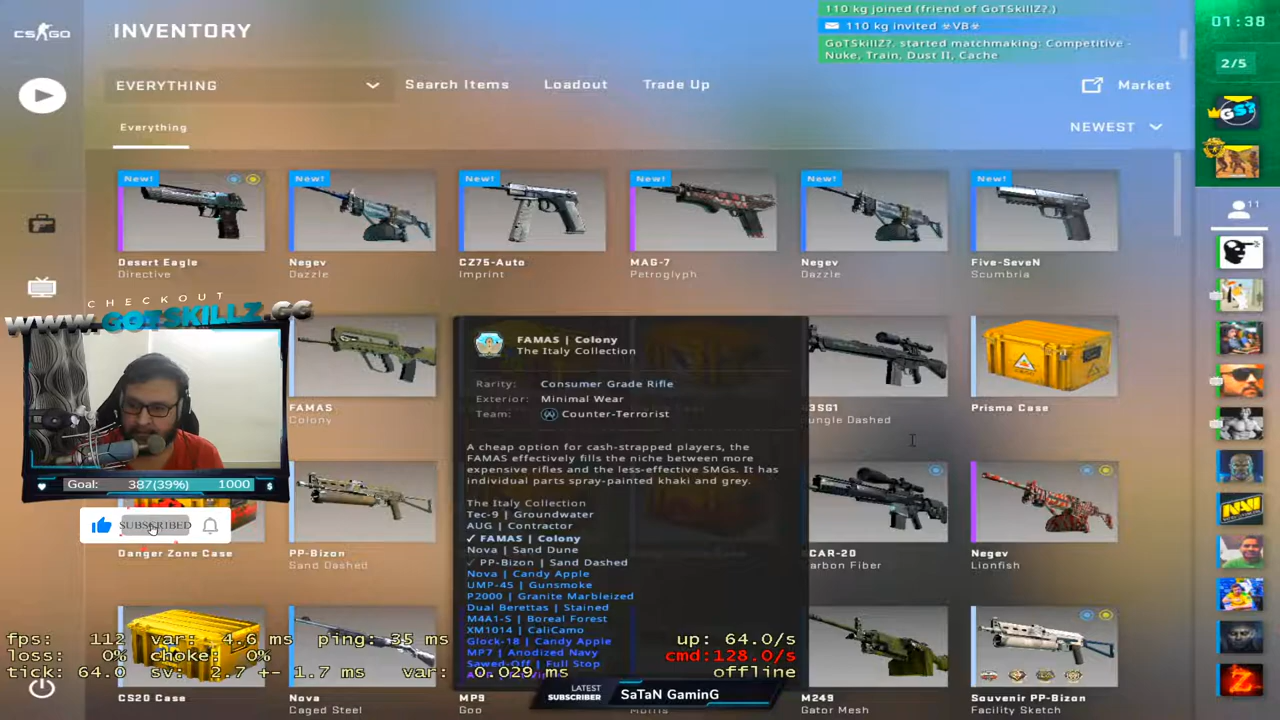 CS:GO
INVENTORY
110 kg joined (friend of GoTSkillZ?.)
110 kg invited ☣VB☣
GoTSkillZ?. started matchmaking: Competitive -
Nuke, Train, Dust II, Cache
01:38
2/5
EVERYTHING
Search Items
Loadout
Trade Up
Market
Everything
NEWEST
11
New!
New!
New!
New!
New!
New!
Desert Eagle
Directive
Negev
Dazzle
CZ75-Auto
Imprint
MAG-7
Petroglyph
Negev
Dazzle
Five-SeveN
Scumbria
CHECKOUT
WWW.GOTSKILLZ.GG
FAMAS
Colony
FAMAS | Colony
The Italy Collection
Rarity: Consumer Grade Rifle
Exterior: Minimal Wear
Team: Counter-Terrorist
A cheap option for cash-strapped players, the
FAMAS effectively fills the niche between more
expensive rifles and the less-effective SMGs. It has
individual parts spray-painted khaki and grey.
The Italy Collection
Tec-9 | Groundwater
AUG | Contractor
✓ FAMAS | Colony
Nova | Sand Dune
✓ PP-Bizon | Sand Dashed
Nova | Candy Apple
UMP-45 | Gunsmoke
P2000 | Granite Marbleized
Dual Berettas | Stained
M4A1-S | Boreal Forest
XM1014 | CaliCamo
Glock-18 | Candy Apple
MP7 | Anodized Navy
Sawed-Off | Full Stop
3SG1
ungle Dashed
Prisma Case
Goal: 387(39%) 1000 $
SUBSCRIBED
Danger Zone Case
PP-Bizon
Sand Dashed
CAR-20
arbon Fiber
Negev
Lionfish
fps: 112 var: 4.6 ms ping: 35 ms
loss: 0% choke: 0%
tick: 64.0 sv: 2.7 +- 1.7 ms var: 0.029 ms
up: 64.0/s
cmd:128.0/s
offline
CS20 Case
Nova
Caged Steel
MP9
Goo
LATEST
SUBSCRIBER
SaTaN GaminG
M249
Gator Mesh
Souvenir PP-Bizon
Facility Sketch
GS?
NAVI